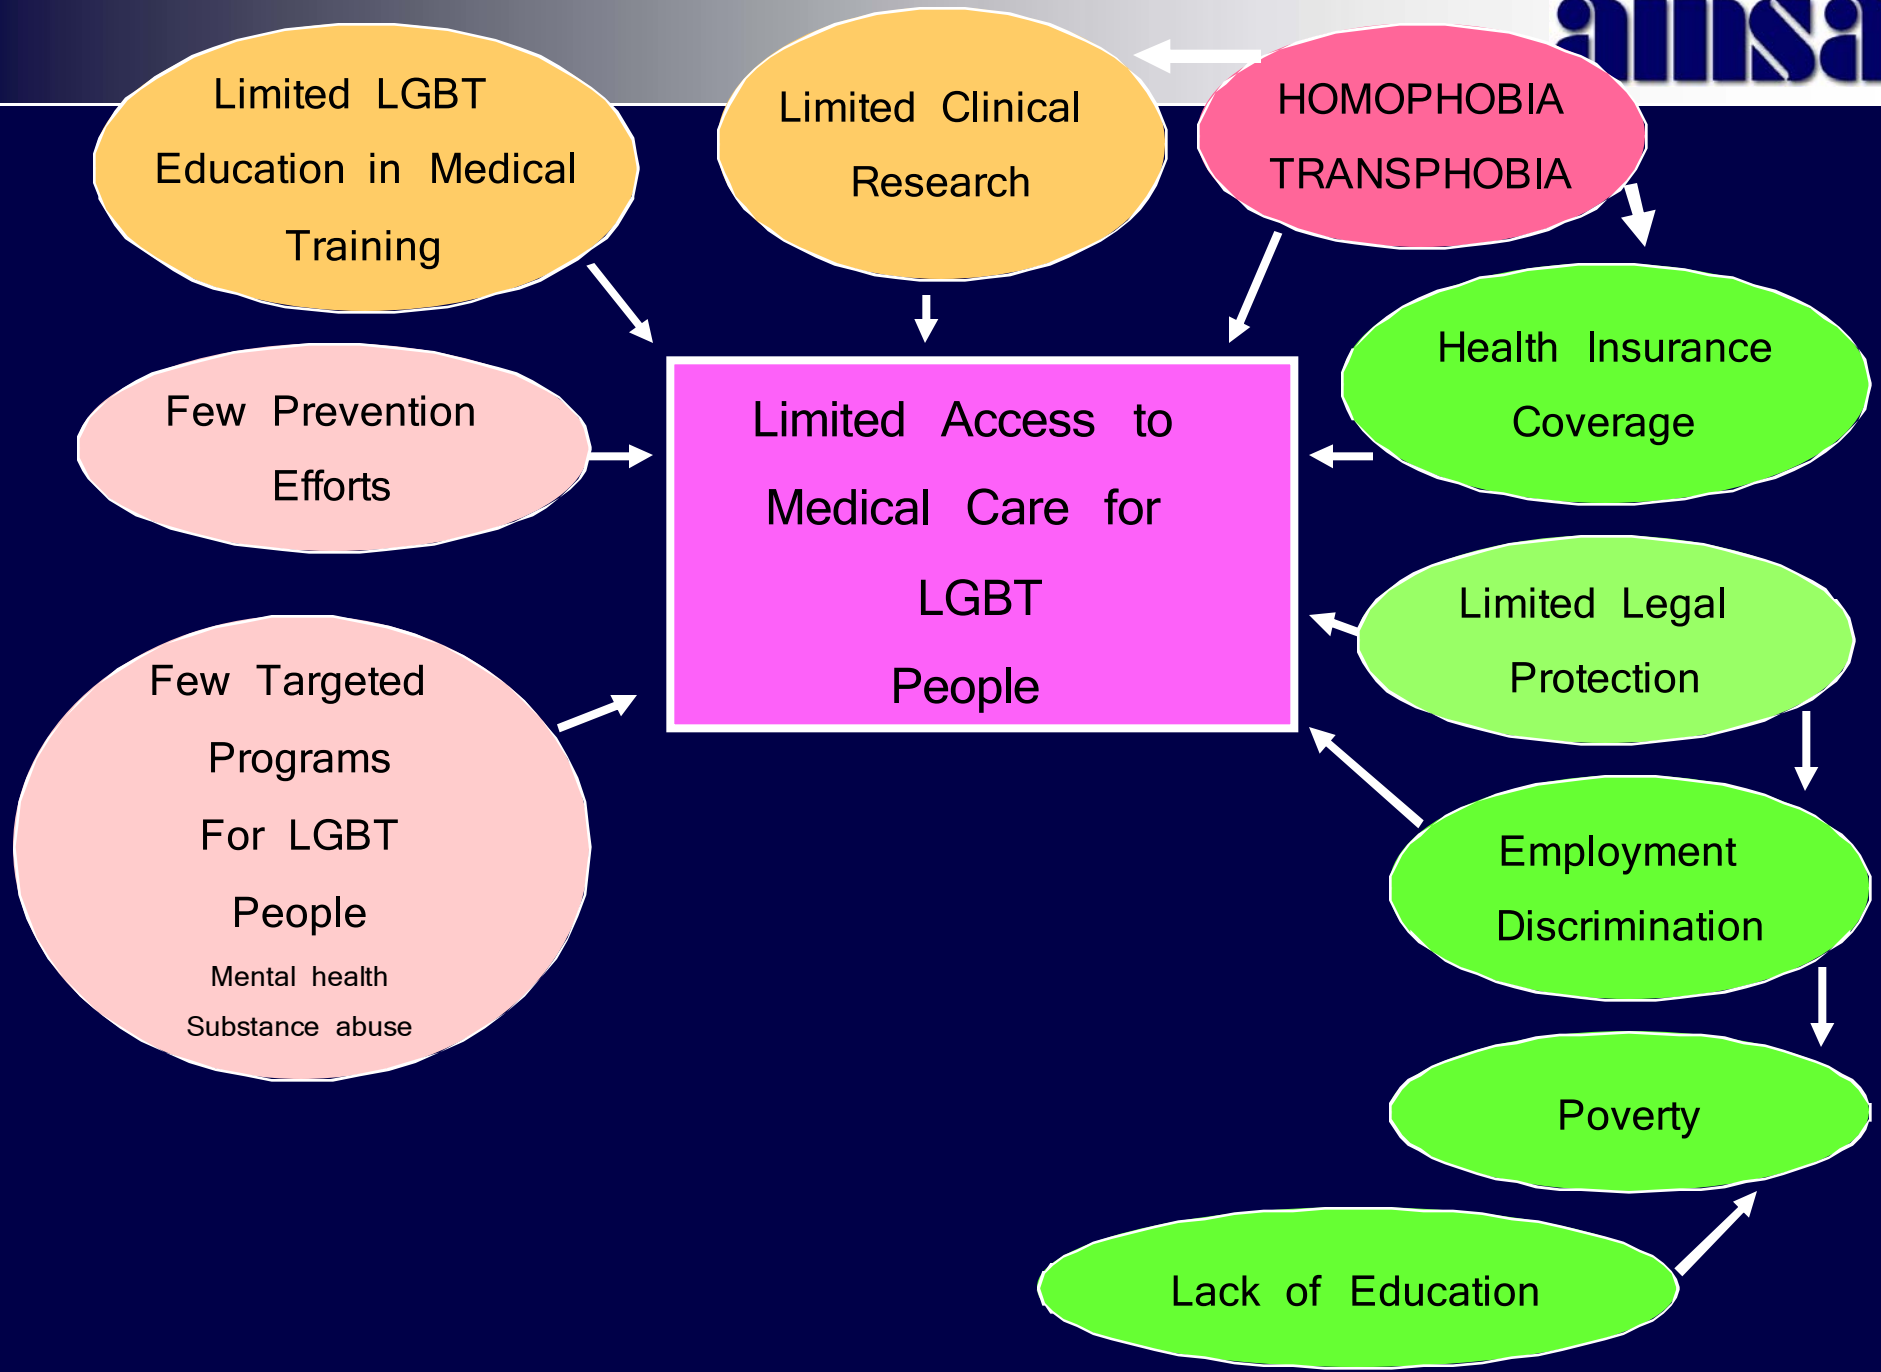 amsa
Limited LGBT
Education in Medical
Training
Limited Clinical
Research
HOMOPHOBIA
TRANSPHOBIA
Health Insurance
Coverage
Few Prevention
Efforts
Limited Access to
Medical Care for
LGBT
People
Limited Legal
Protection
Few Targeted
Programs
For LGBT
People
Mental health
Substance abuse
Employment
Discrimination
Poverty
Lack of Education